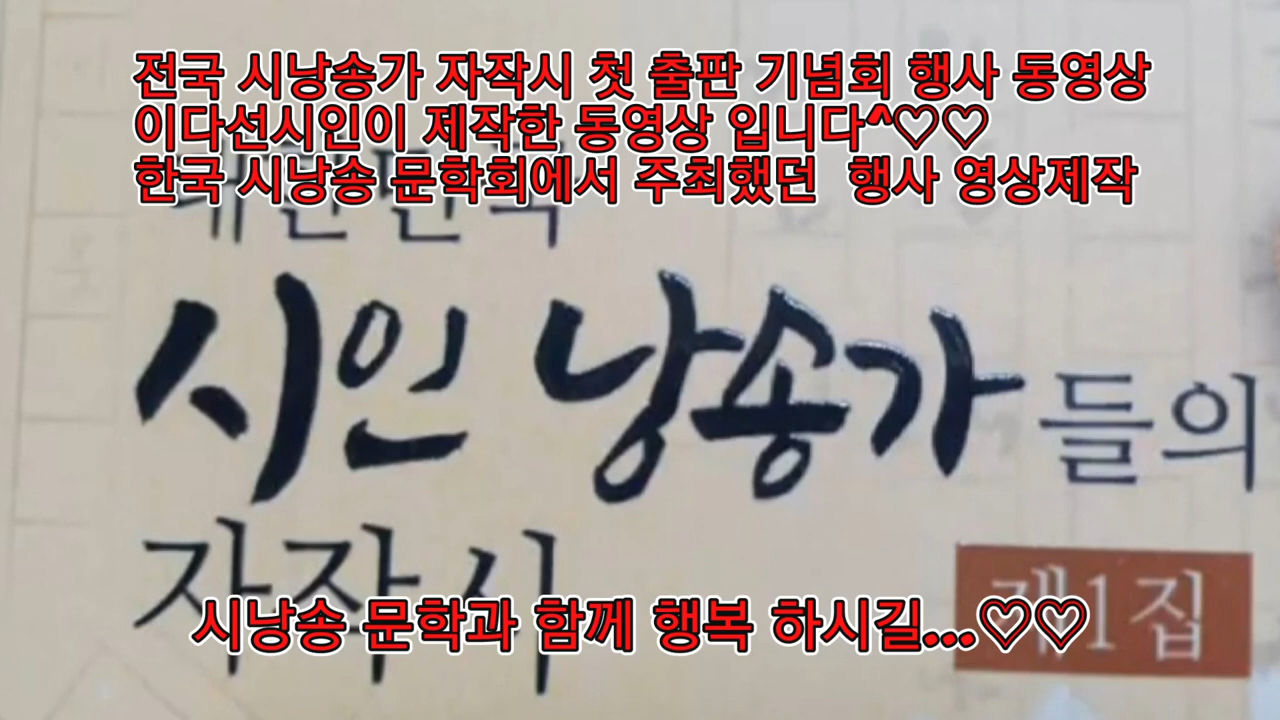 전국 시낭송가 자작시 첫 출판 기념회 행사 동영상
이다선시인이 제작한 동영상 입니다^♡♡
한국 시낭송 문학회에서 주최했던 행사 영상제작
대한민국
시인 낭송가들의
자작시
제1집
시낭송 문학과 함께 행복 하시길...♡♡